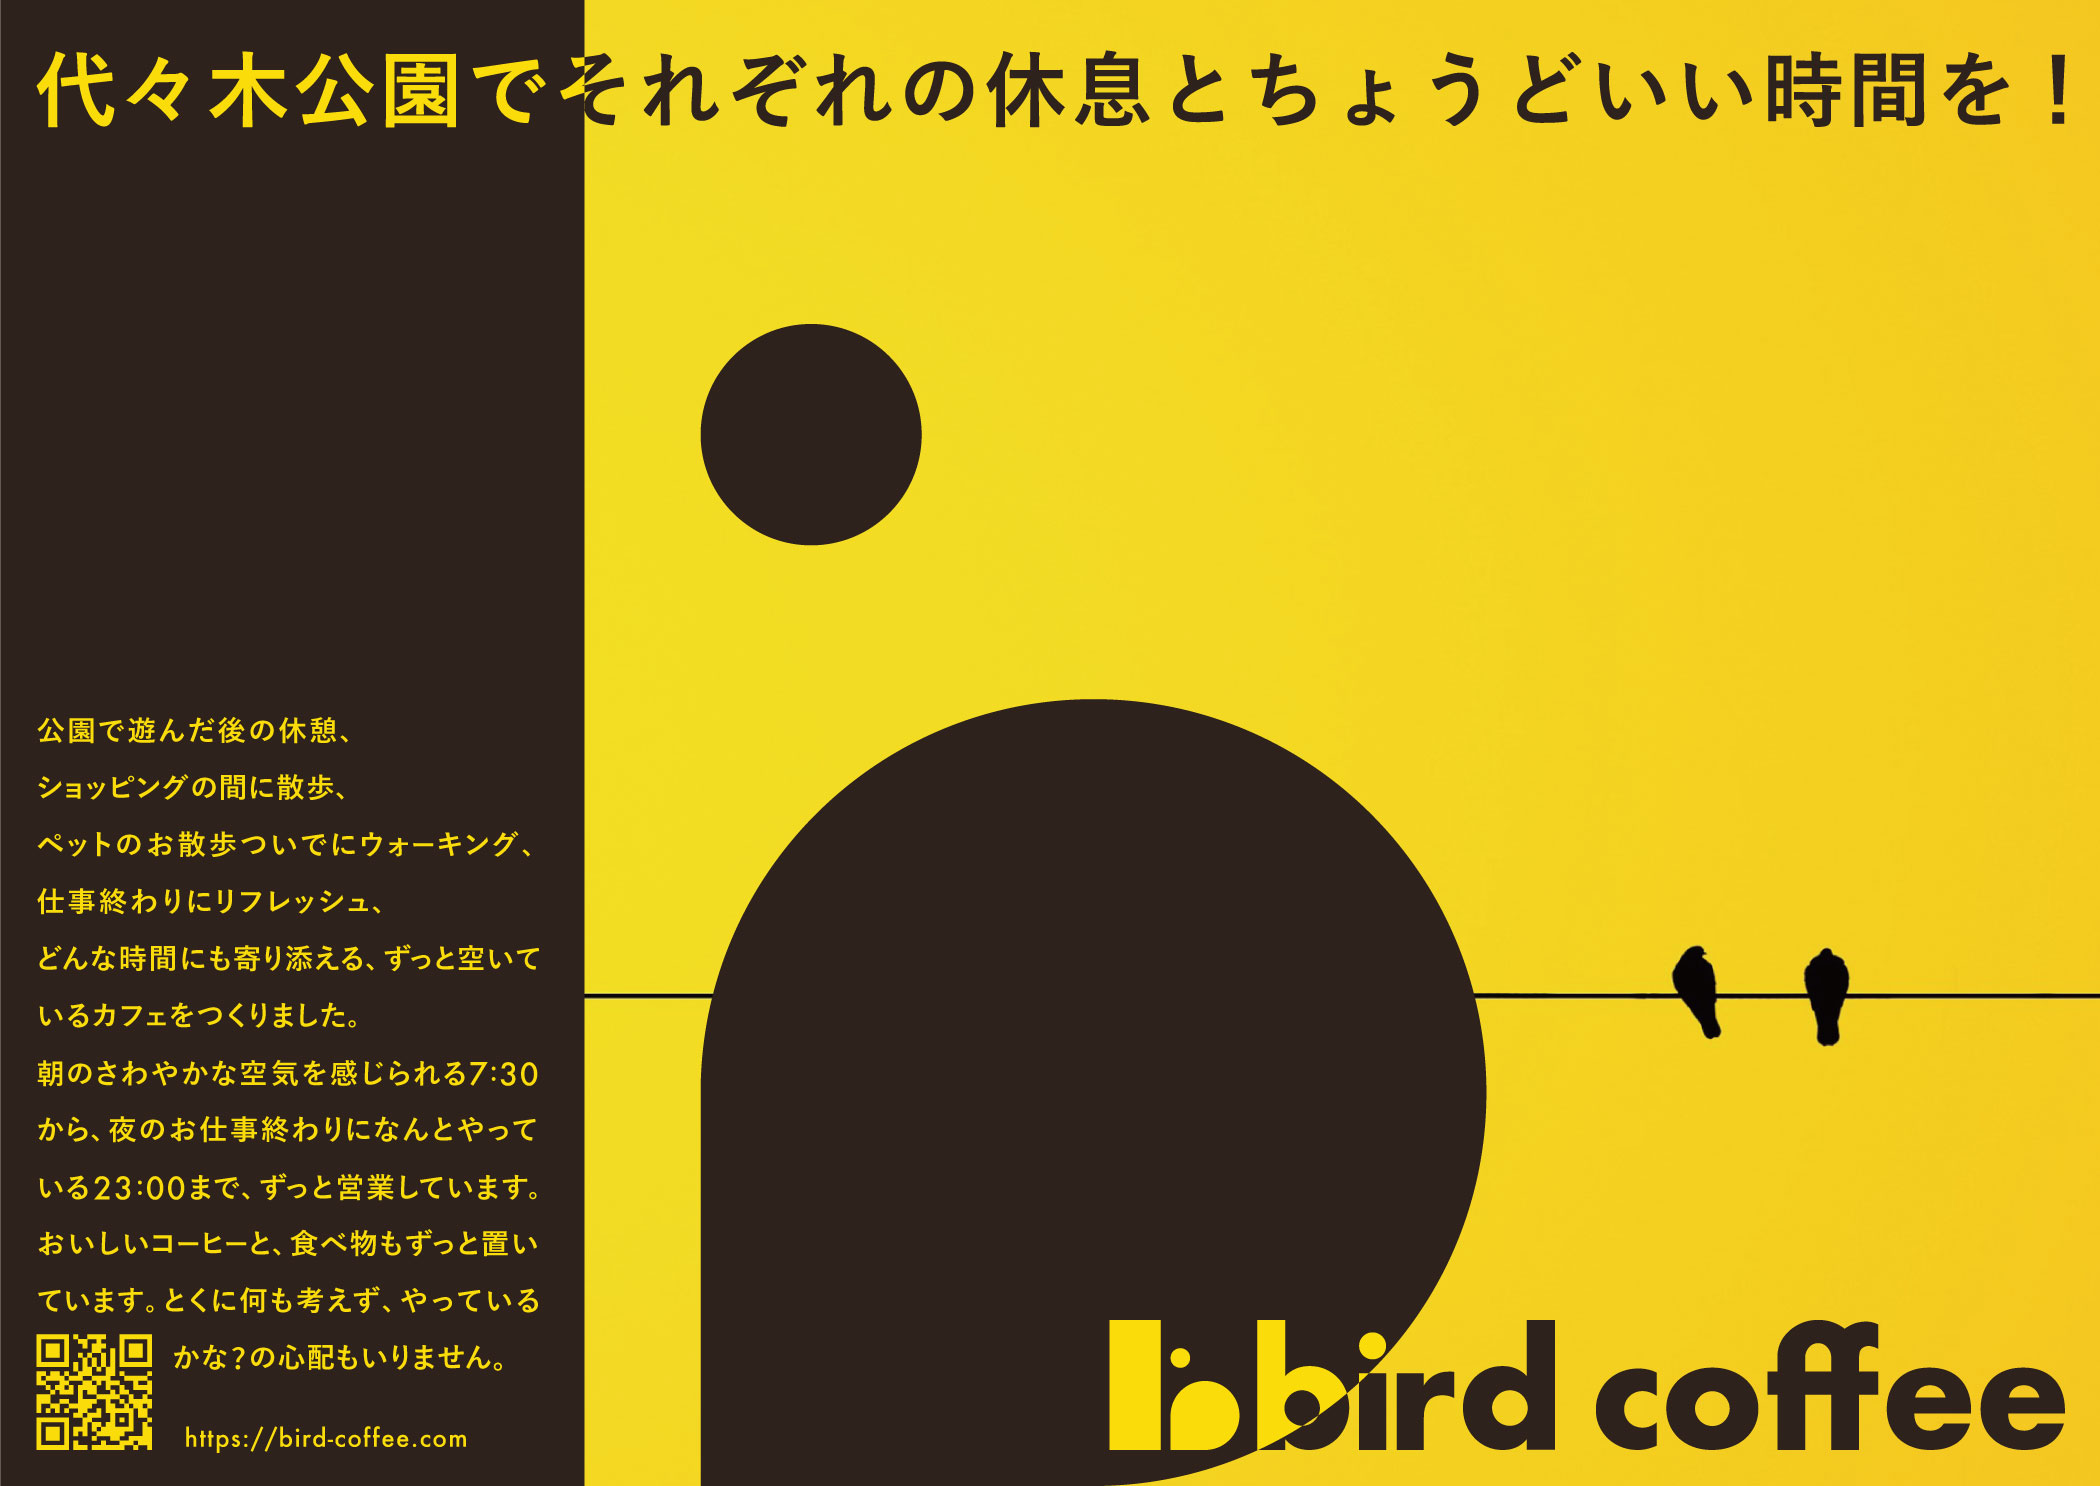 代々木公園でそれぞれの休息とちょうどいい時間を！
公園で遊んだ後の休憩、
ショッピングの間に散歩、
ペットのお散歩ついでにウォーキング、
仕事終わりにリフレッシュ、
どんな時間にも寄り添える、ずっと空いて
いるカフェをつくりました。
朝のさわやかな空気を感じられる7:30
から、夜のお仕事終わりになんとやって
いる23:00まで、ずっと営業しています。
おいしいコーヒーと、食べ物もずっと置い
ています。とくに何も考えず、やっている
かな？の心配もいりません。
https://bird-coffee.com
bird coffee